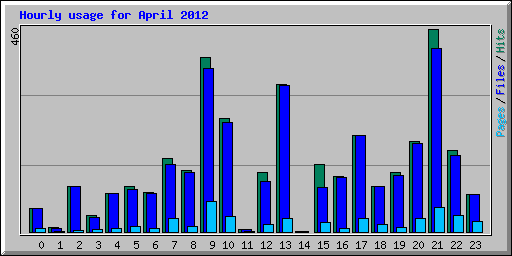 Hourly usage for April 2012
460
Pages / Files / Hits
0 1 2 3 4 5 6 7 8 9 10 11 12 13 14 15 16 17 18 19 20 21 22 23